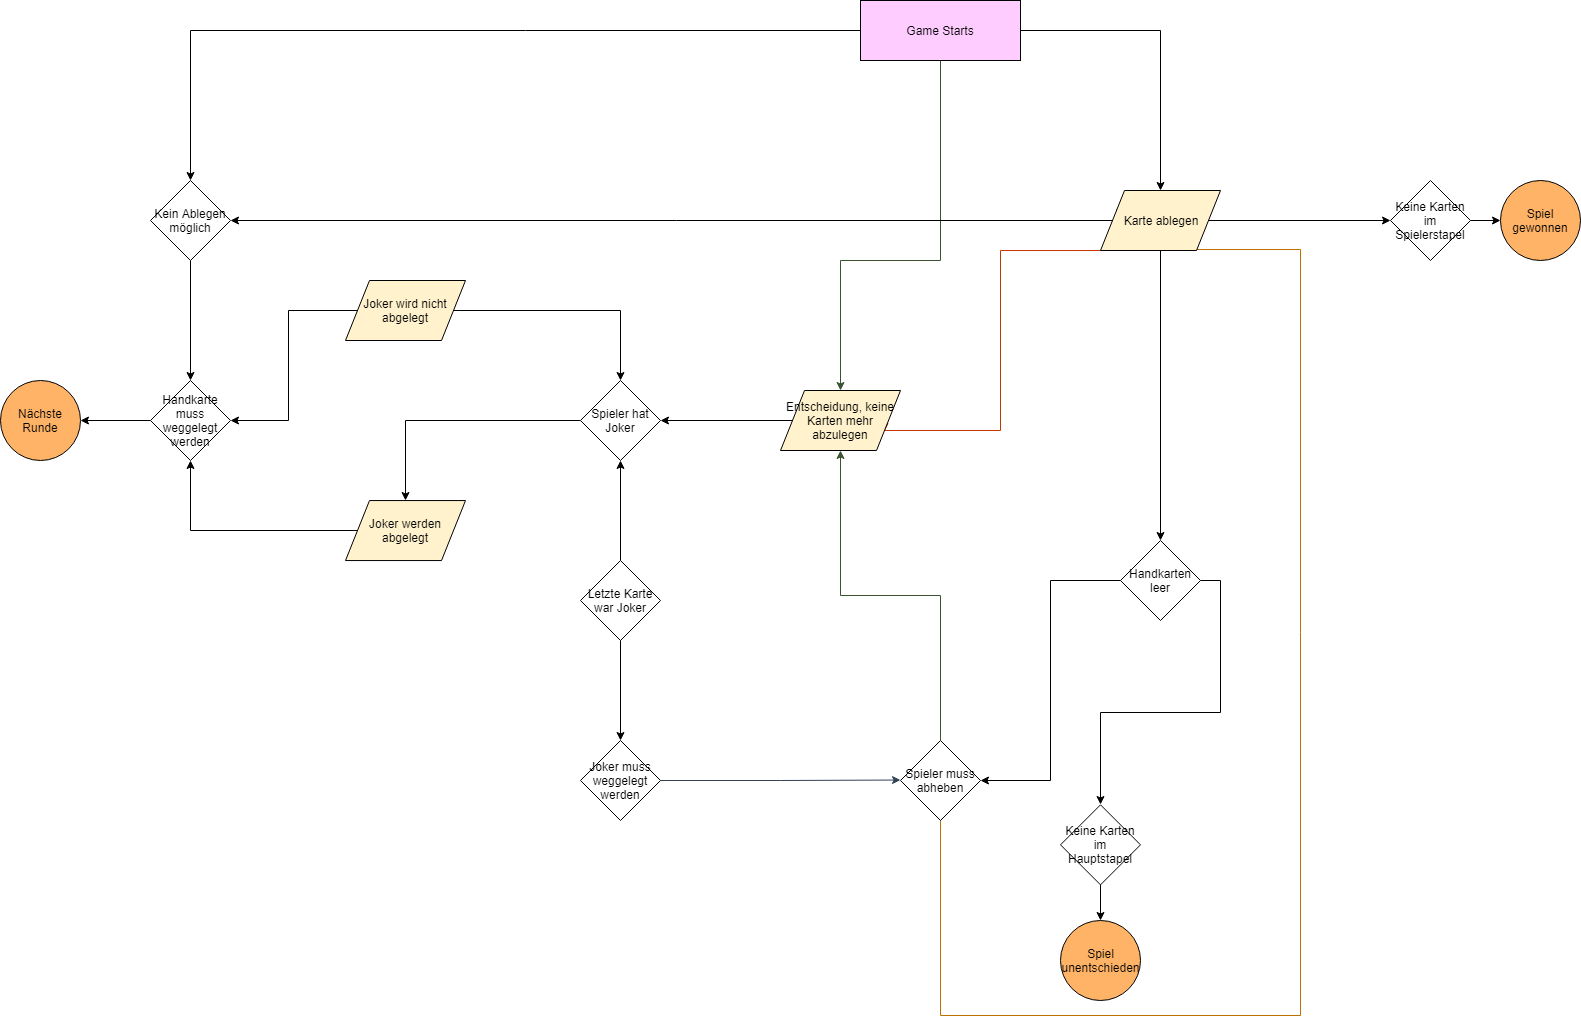 Game Starts
Kein Ablegen
möglich
Karte ablegen
Keine Karten
im
Spielerstapel
Spiel
gewonnen
Joker wird nicht
abgelegt
Nächste
Runde
Handkarte
muss
weggelegt
werden
Spieler hat
Joker
Entscheidung, keine
Karten mehr
abzulegen
Joker werden
abgelegt
Letzte Karte
war Joker
Handkarten
leer
Joker muss
weggelegt
werden
Spieler muss
abheben
Keine Karten
im
Hauptstapel
Spiel
unentschieden